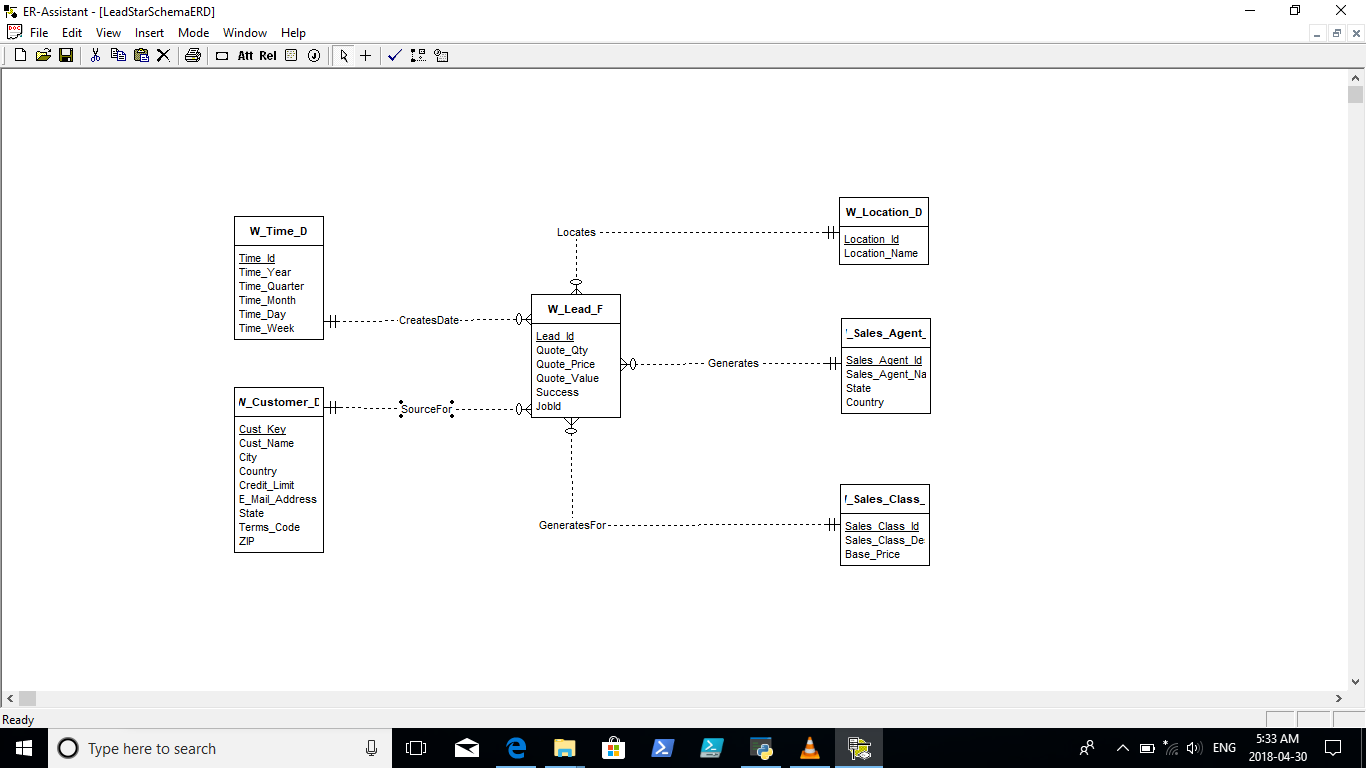 ER-Assistant - [LeadStarSchemaERD]
File Edit View Insert Mode Window Help
Att Rel
W_Time_D
Time_Id
Time_Year
Time_Quarter
Time_Month
Time_Day
Time_Week
W_Customer_D
Cust_Key
Cust_Name
City
Country
Credit_Limit
E_Mail_Address
State
Terms_Code
ZIP
CreatesDate
SourceFor
Locates
W_Lead_F
Lead_Id
Quote_Qty
Quote_Price
Quote_Value
Success
JobId
Generates
GeneratesFor
W_Location_D
Location_Id
Location_Name
W_Sales_Agent_
Sales_Agent_Id
Sales_Agent_Na
State
Country
W_Sales_Class_
Sales_Class_Id
Sales_Class_De
Base_Price
Ready
Type here to search
ENG
5:33 AM
2018-04-30